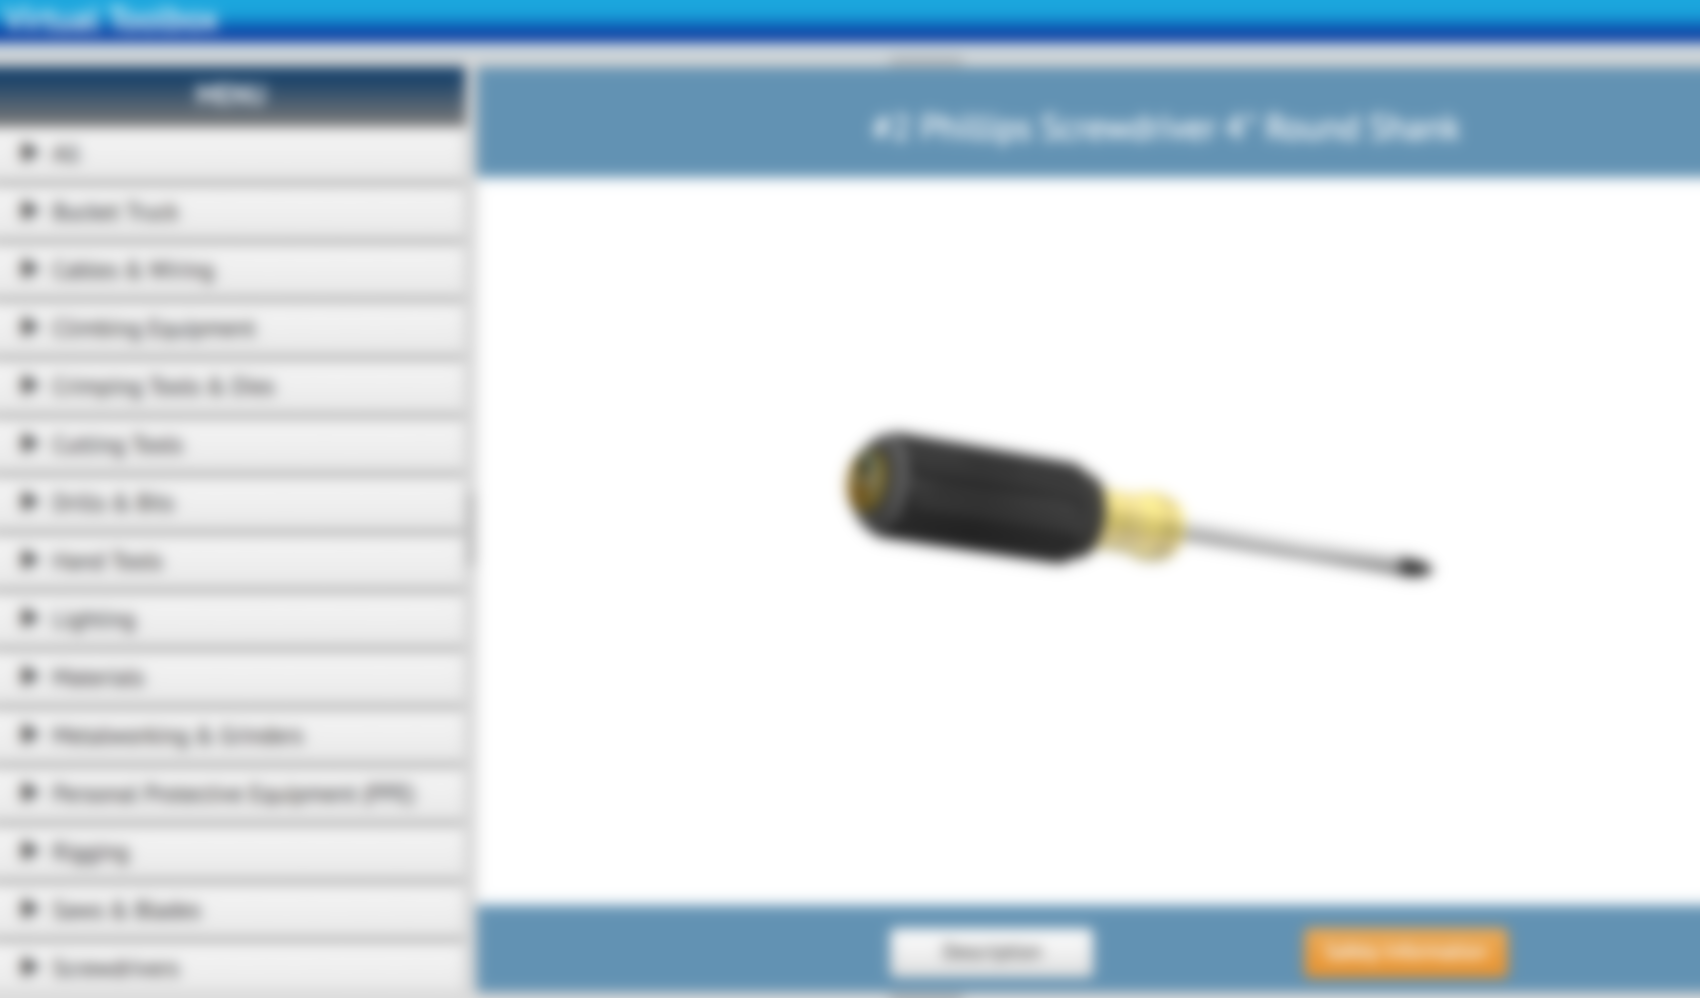 Virtual Toolbox
MENU
All
Bucket Truck
Cables & Wiring
Climbing Equipment
Crimping Tools & Dies
Cutting Tools
Drills & Bits
Hand Tools
Lighting
Materials
Metalworking & Grinders
Personal Protective Equipment (PPE)
Rigging
Saws & Blades
Screwdrivers
#2 Phillips Screwdriver 4" Round Shank
Description
Safety Information